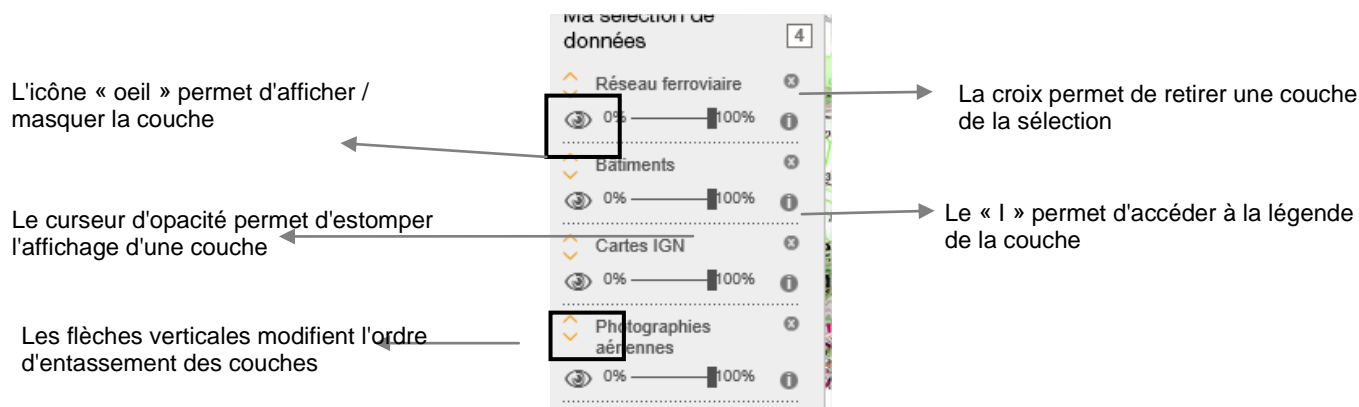 Ma sélection de
données
4
L'icône « oeil » permet d'afficher /
masquer la couche
Réseau ferroviaire
0% 100%
La croix permet de retirer une couche
de la sélection
Bâtiments
0% 100%
Le curseur d'opacité permet d'estomper
l'affichage d'une couche
Le « I » permet d'accéder à la légende
de la couche
Cartes IGN
0% 100%
Les flèches verticales modifient l'ordre
d'entassement des couches
Photographies
aériennes
0% 100%